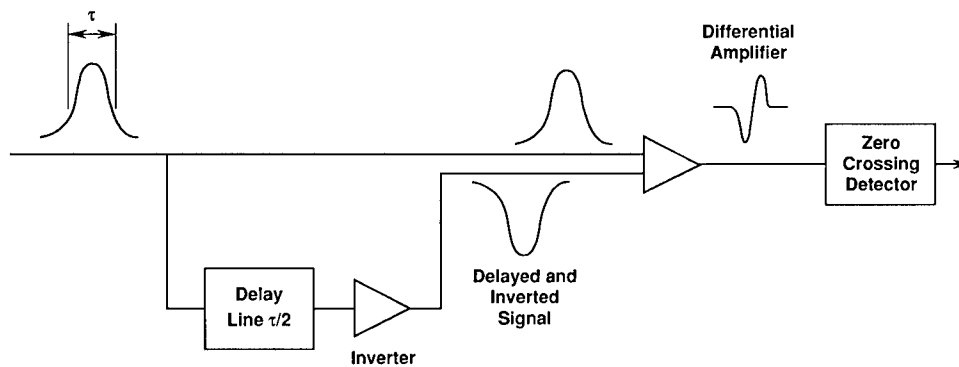 τ
Differential
Amplifier
Zero
Crossing
Detector
Delayed and
Inverted
Signal
Delay
Line τ/2
Inverter